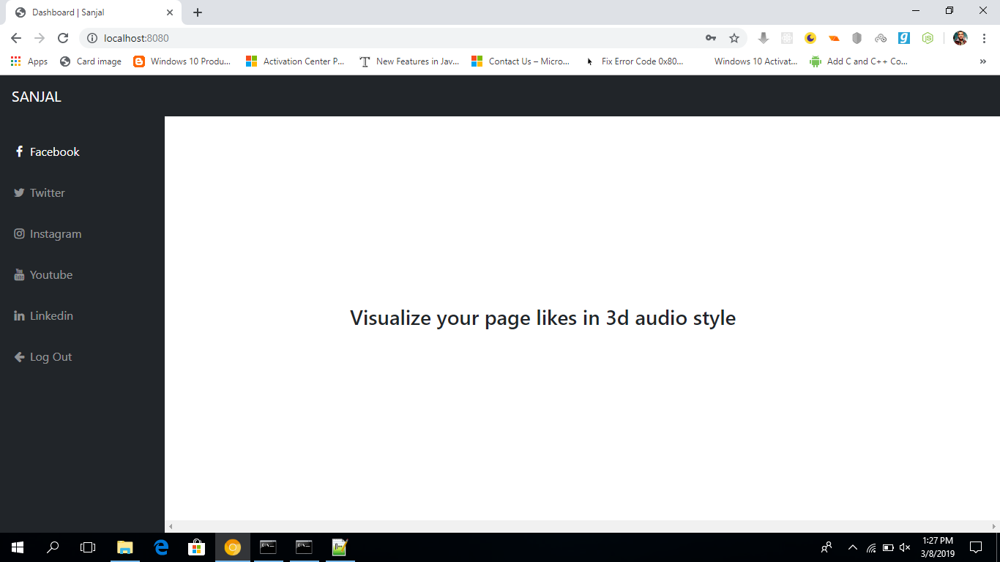 Dashboard | Sanjal
localhost:8080
Apps
Card image
Windows 10 Produ...
Activation Center P...
New Features in Jav...
Contact Us – Micro...
Fix Error Code 0x80...
Windows 10 Activat...
Add C and C++ Co...
SANJAL
Facebook
Twitter
Instagram
Youtube
Linkedin
Log Out
Visualize your page likes in 3d audio style
1:27 PM
3/8/2019